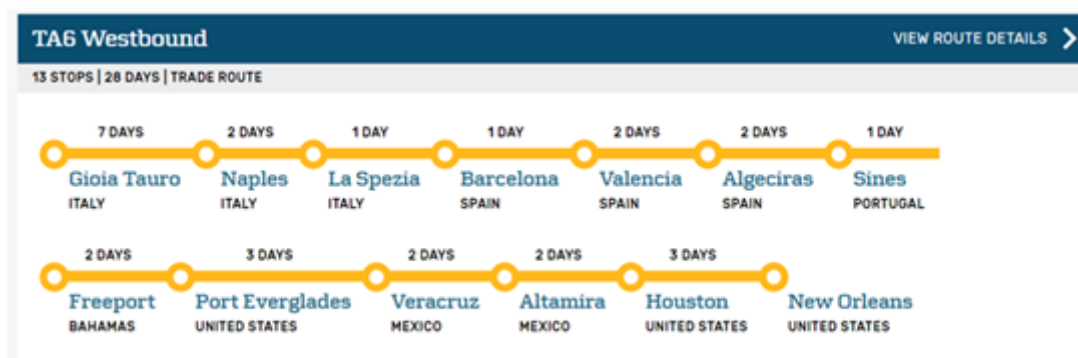 TA6 Westbound VIEW ROUTE DETAILS
13 STOPS | 28 DAYS | TRADE ROUTE
7 DAYS 2 DAYS 1 DAY 1 DAY 2 DAYS 2 DAYS 1 DAY
Gioia Tauro Naples La Spezia Barcelona Valencia Algeciras Sines
ITALY ITALY ITALY SPAIN SPAIN SPAIN PORTUGAL
2 DAYS 3 DAYS 2 DAYS 2 DAYS 3 DAYS
Freeport Port Everglades Veracruz Altamira Houston New Orleans
BAHAMAS UNITED STATES MEXICO MEXICO UNITED STATES UNITED STATES